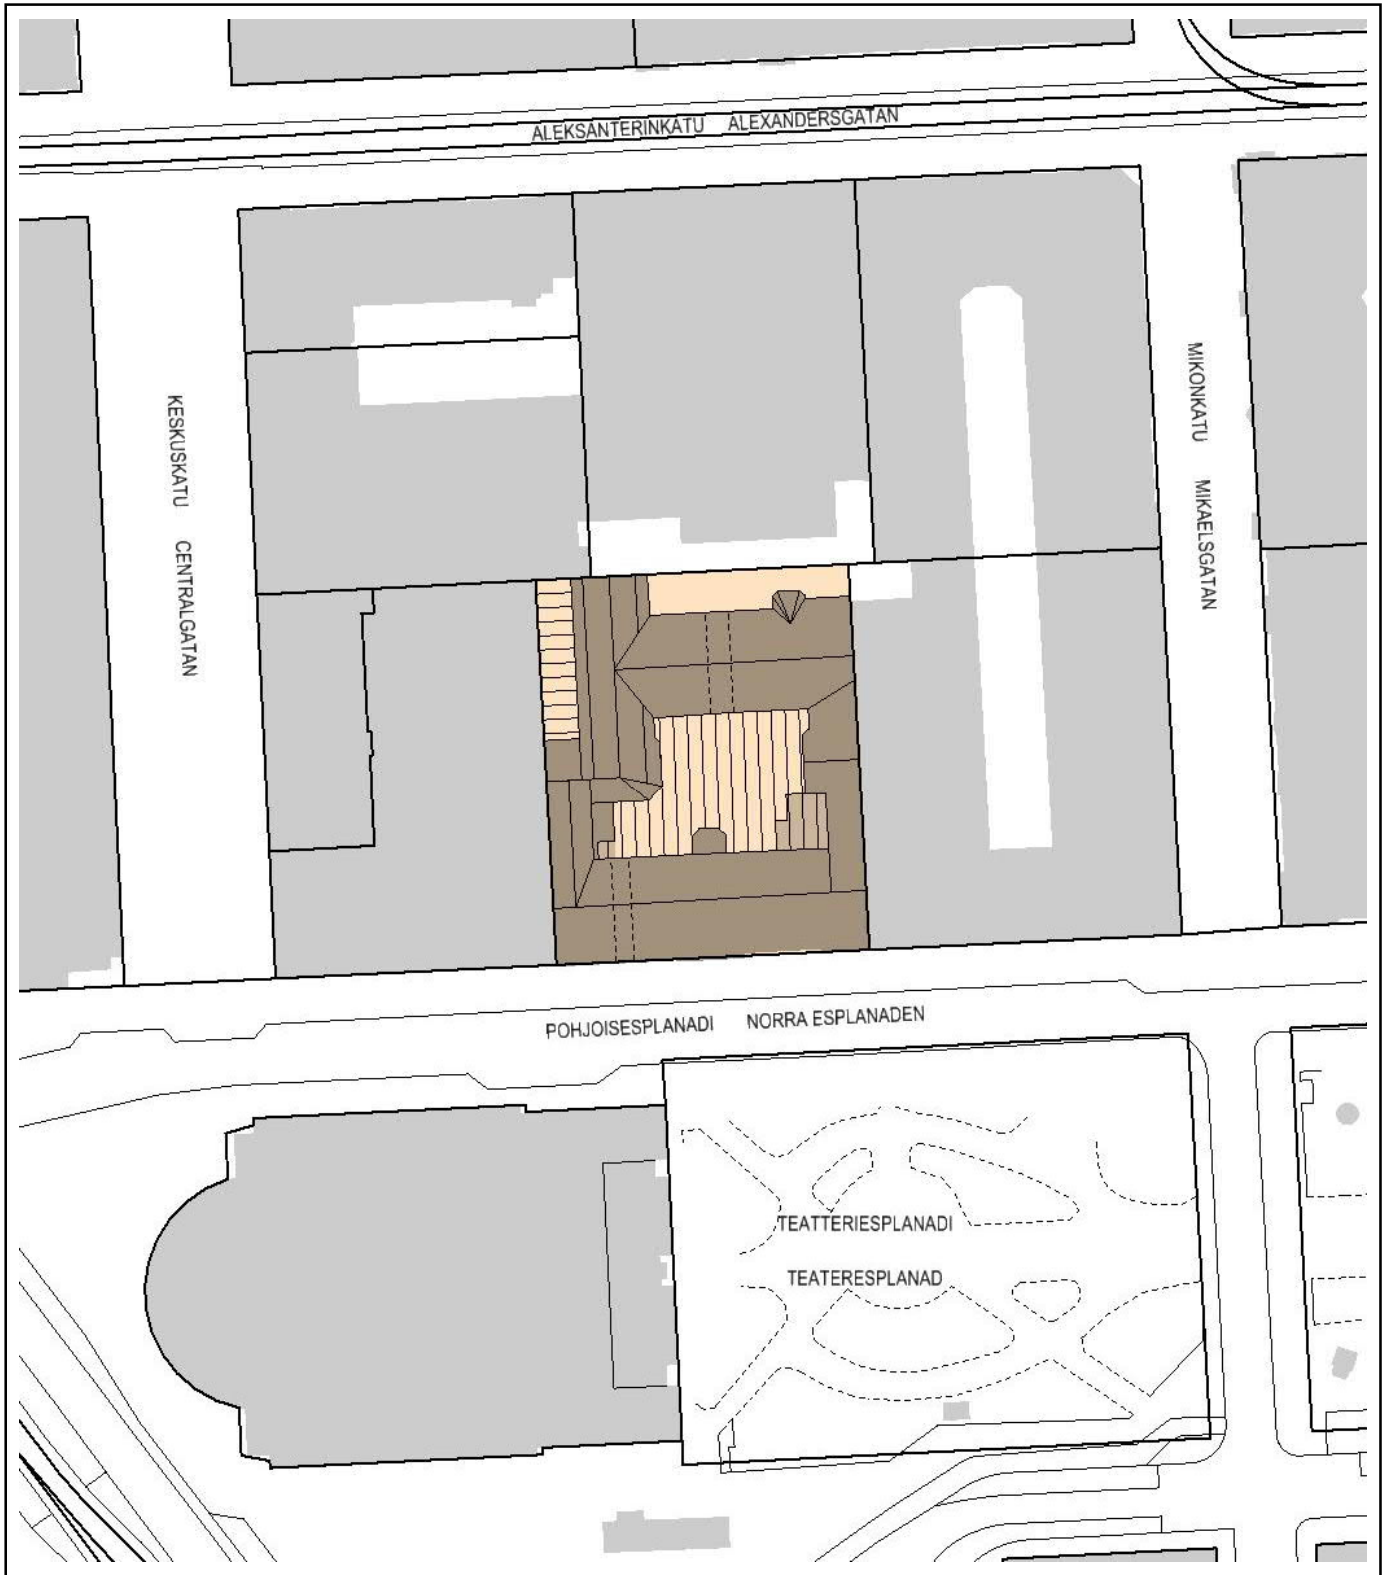 ALEKSANTERINKATU ALEXANDERSGATAN
KESKUSKATU CENTRALGATAN
MIKONKATU MIKAELSGATAN
POHJOISESPLANADI NORRA ESPLANADEN
TEATTERIESPLANADI
TEATERESPLANAD